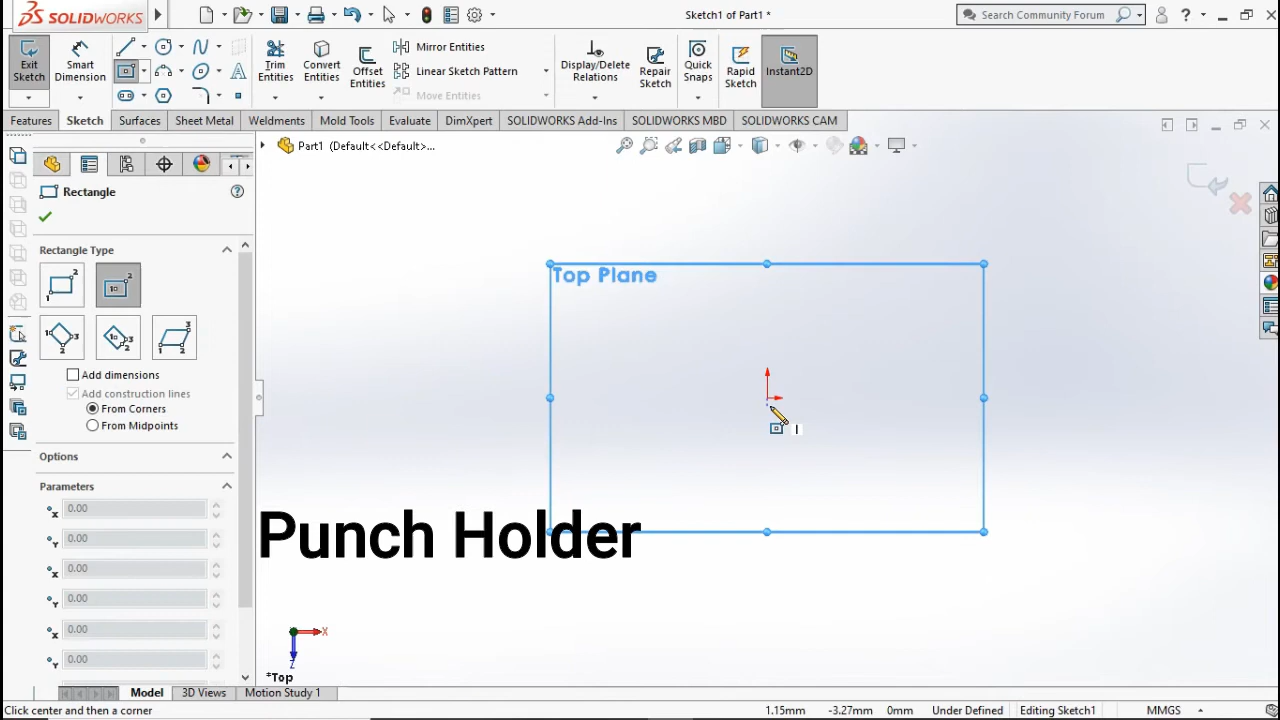 SOLIDWORKS
Sketch1 of Part1 *
Search Community Forum
?
Exit Sketch
Smart Dimension
Trim Entities
Convert Entities
Offset Entities
Mirror Entities
Linear Sketch Pattern
Move Entities
Display/Delete Relations
Repair Sketch
Quick Snaps
Rapid Sketch
Instant2D
Features
Sketch
Surfaces
Sheet Metal
Weldments
Mold Tools
Evaluate
DimXpert
SOLIDWORKS Add-Ins
SOLIDWORKS MBD
SOLIDWORKS CAM
Part1 (Default<<Default>...
Rectangle
?
Rectangle Type
Add dimensions
Add construction lines
From Corners
From Midpoints
Options
Parameters
x 0.00
Y 0.00
x 0.00
Y 0.00
x 0.00
Y 0.00
Top Plane
Punch Holder
X
Z
*Top
Model
3D Views
Motion Study 1
Click center and then a corner
1.15mm
-3.27mm
0mm
Under Defined
Editing Sketch1
MMGS